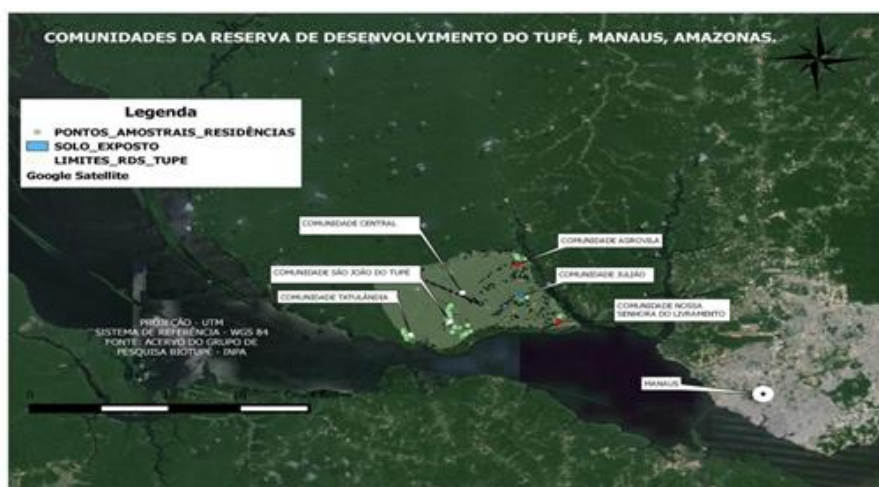 COMUNIDADES DA RESERVA DE DESENVOLVIMENTO DO TUPÉ, MANAUS, AMAZONAS.
Legenda
PONTOS_AMOSTRAIS_RESIDÊNCIAS
SOLO_EXPOSTO
LIMITES_RDS_TUPE
Google Satellite
COMUNIDADE CENTRAL
COMUNIDADE AGROVILA
COMUNIDADE SÃO JOÃO DO TUPÉ
COMUNIDADE JULIÃO
COMUNIDADE TATULÂNDIA
COMUNIDADE NOSSA
SENHORA DO LIVRAMENTO
PROJEÇÃO - UTM
SISTEMA DE REFERÊNCIA - WGS 84
FONTE: ACERVO DO GRUPO DE
PESQUISA BIOTUPÉ - INPA
MANAUS